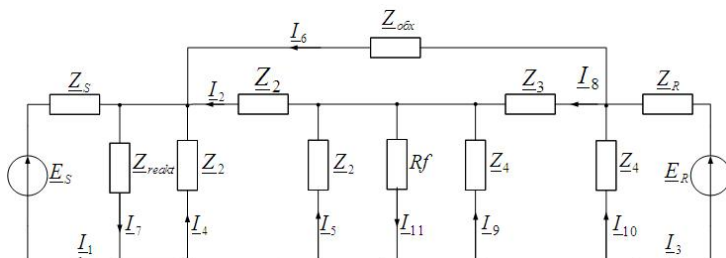 I6
Zобх
ZS
I2
Z2
Z3
I8
ZR
ES
Zreakt
Z2
Z2
Rf
Z4
Z4
ER
I1
I7
I4
I5
I11
I9
I10
I3